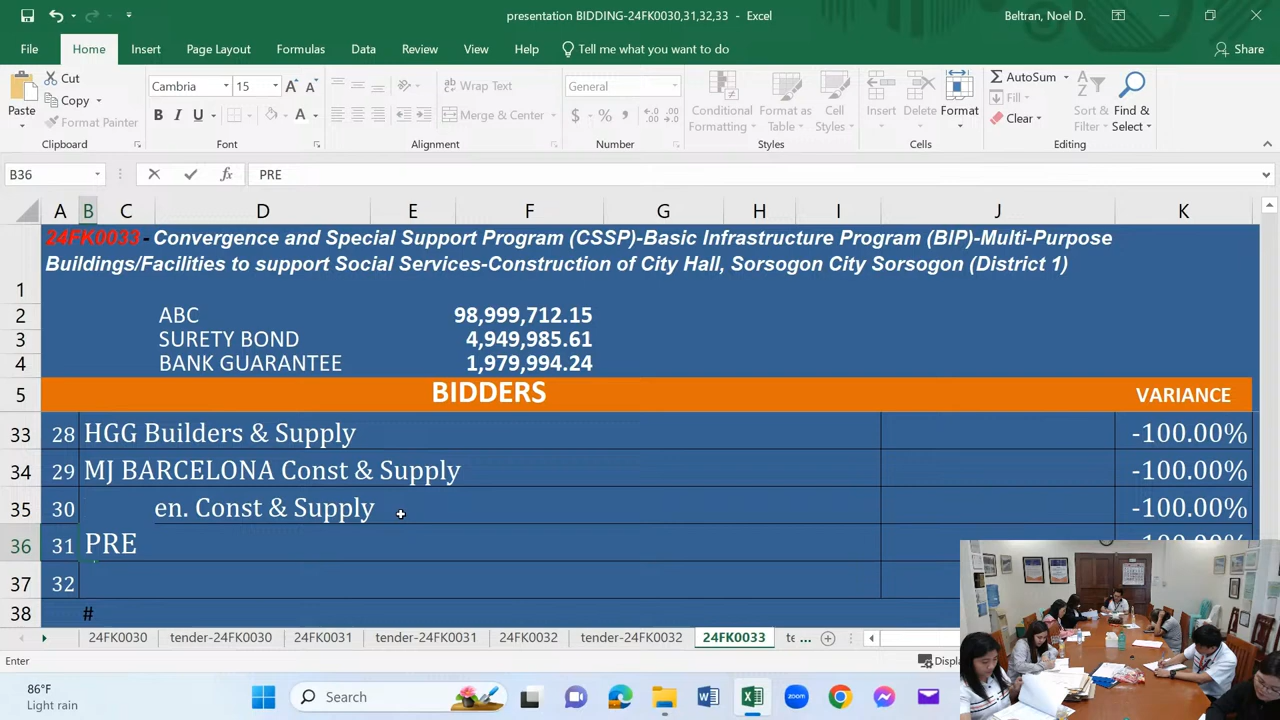 presentation BIDDING-24FK0030,31,32,33 - Excel
Beltran, Noel D.
File Home Insert Page Layout Formulas Data Review View Help Tell me what you want to do Share
Cut
Copy
Format Painter
Paste
Clipboard
Cambria 15
B I U
Font
Wrap Text
Merge & Center
Alignment
General
$ % ,
Number
Conditional Formatting
Format as Table
Cell Styles
Styles
Insert Delete Format
Cells
AutoSum
Fill
Clear
Sort & Filter
Find & Select
Editing
B36 fx PRE
A B C D E F G H I J K
1 24FK0033 - Convergence and Special Support Program (CSSP)-Basic Infrastructure Program (BIP)-Multi-Purpose
Buildings/Facilities to support Social Services-Construction of City Hall, Sorsogon City Sorsogon (District 1)
2 ABC 98,999,712.15
3 SURETY BOND 4,949,985.61
4 BANK GUARANTEE 1,979,994.24
5 BIDDERS VARIANCE
33 28 HGG Builders & Supply -100.00%
34 29 MJ BARCELONA Const & Supply -100.00%
35 30 en. Const & Supply -100.00%
36 31 PRE -100.00%
37 32
38 #
24FK0030 tender-24FK0030 24FK0031 tender-24FK0031 24FK0032 tender-24FK0032 24FK0033 te ...
Enter
86°F
Light rain
Search
zoom